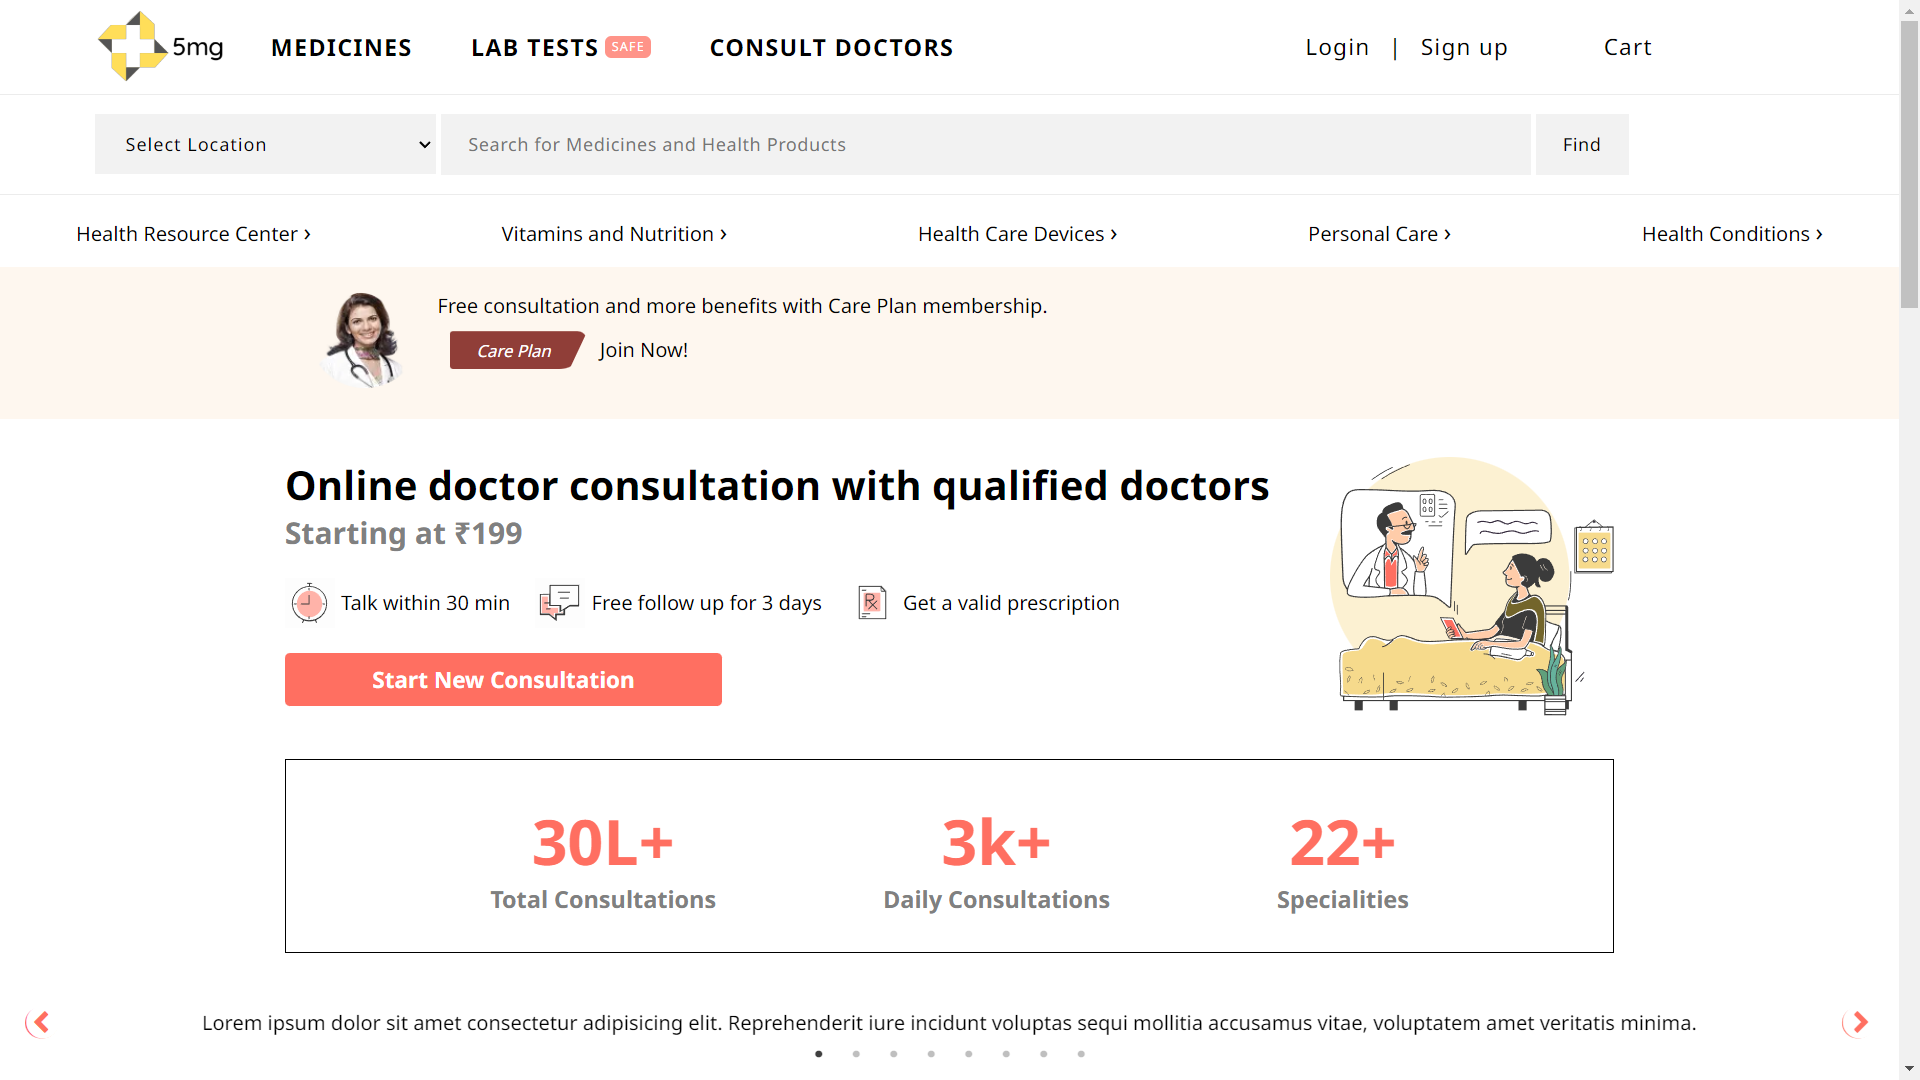 5mg
MEDICINES
LAB TESTS SAFE
CONSULT DOCTORS
Login | Sign up
Cart
Select Location
Search for Medicines and Health Products
Find
Health Resource Center ›
Vitamins and Nutrition ›
Health Care Devices ›
Personal Care ›
Health Conditions ›
Free consultation and more benefits with Care Plan membership.
Care Plan
Join Now!
Online doctor consultation with qualified doctors
Starting at ₹199
Talk within 30 min
Free follow up for 3 days
Rx
Get a valid prescription
Start New Consultation
30L+
Total Consultations
3k+
Daily Consultations
22+
Specialities
Lorem ipsum dolor sit amet consectetur adipisicing elit. Reprehenderit iure incidunt voluptas sequi mollitia accusamus vitae, voluptatem amet veritatis minima.